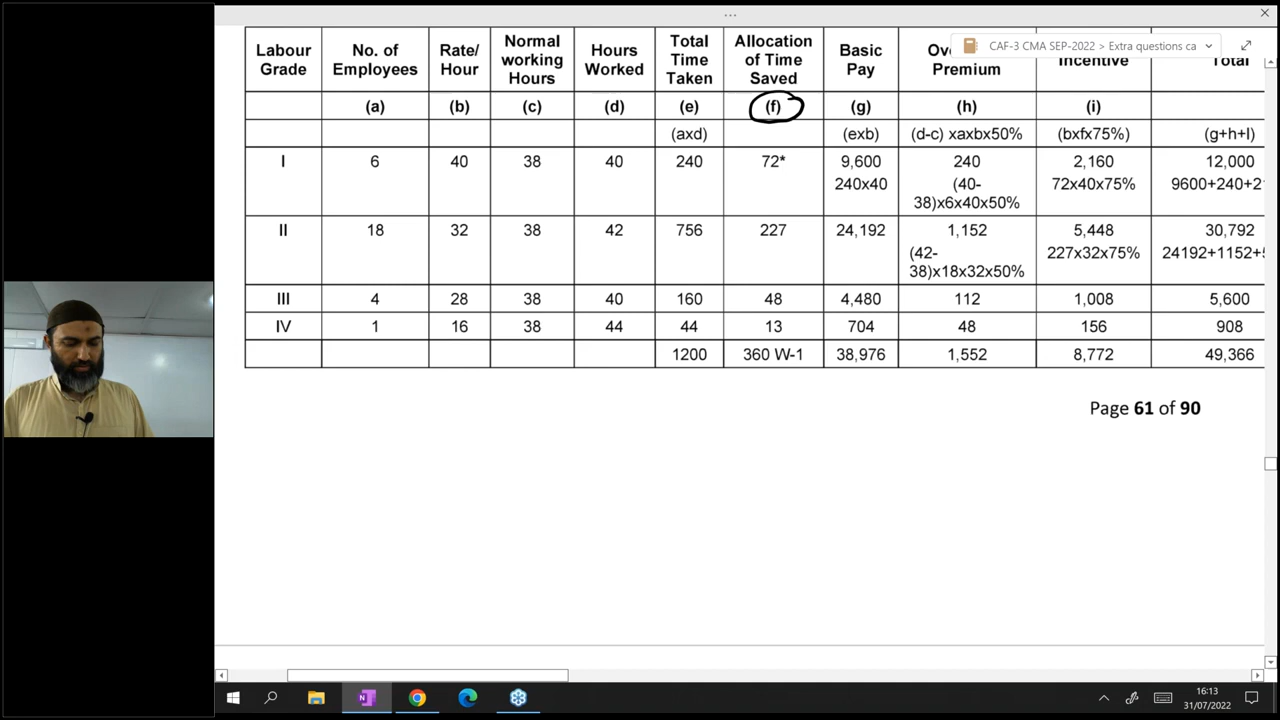 CAF-3 CMA SEP-2022 > Extra questions ca
Labour Grade No. of Employees Rate/ Hour Normal working Hours Hours Worked Total Time Taken Allocation of Time Saved Basic Pay Premium Incentive Total
(a) (b) (c) (d) (e) (f) (g) (h) (i)
(axd) (exb) (d-c) xaxbx50% (bxfx75%) (g+h+I)
I 6 40 38 40 240 72* 9,600 240 2,160 12,000
240x40 (40-38)x6x40x50% 72x40x75% 9600+240+2
II 18 32 38 42 756 227 24,192 1,152 5,448 30,792
(42-38)x18x32x50% 227x32x75% 24192+1152+
III 4 28 38 40 160 48 4,480 112 1,008 5,600
IV 1 16 38 44 44 13 704 48 156 908
1200 360 W-1 38,976 1,552 8,772 49,366
Page 61 of 90
16:13
31/07/2022